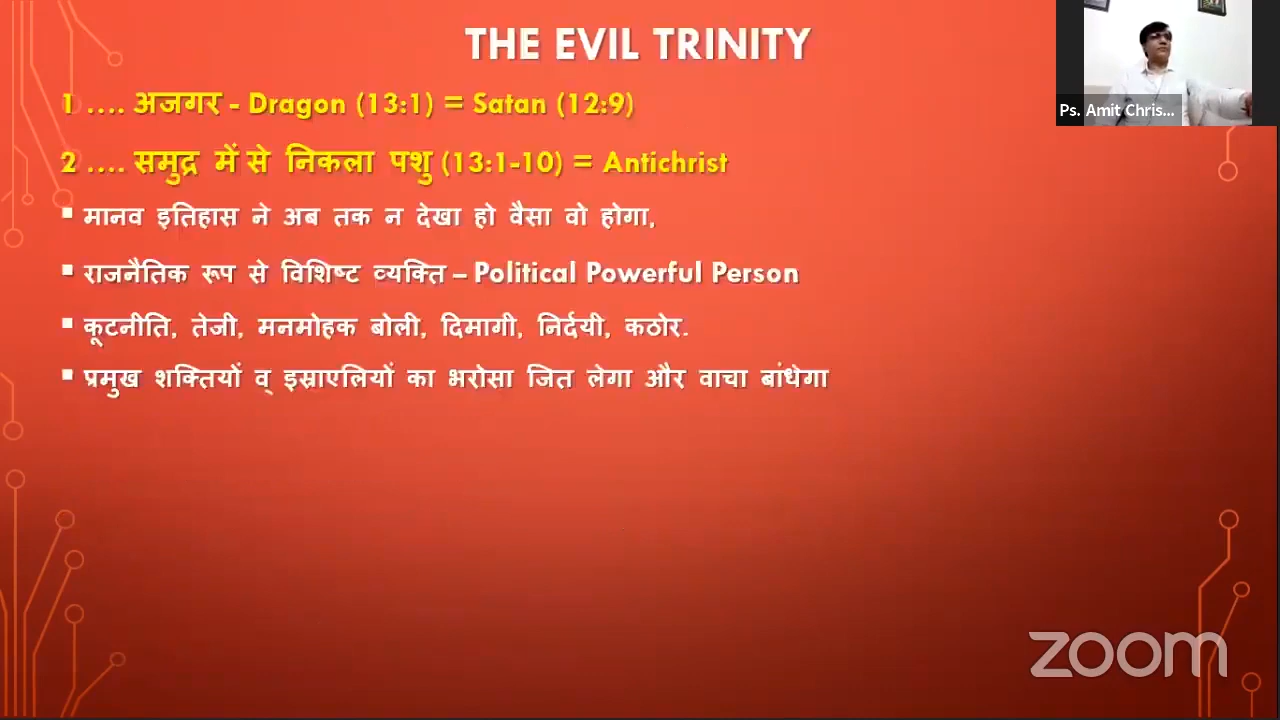 THE EVIL TRINITY
1 .... अजगर - Dragon (13:1) = Satan (12:9)
2 .... समुद्र में से निकला पशु (13:1-10) = Antichrist
▪ मानव इतिहास ने अब तक न देखा हो वैसा वो होगा,
▪ राजनैतिक रूप से विशिष्ट व्यक्ति – Political Powerful Person
▪ कूटनीति, तेजी, मनमोहक बोली, दिमागी, निर्दयी, कठोर.
▪ प्रमुख शक्तियों व् इस्राएलियों का भरोसा जित लेगा और वाचा बांधेगा
Ps. Amit Chris...
zoom